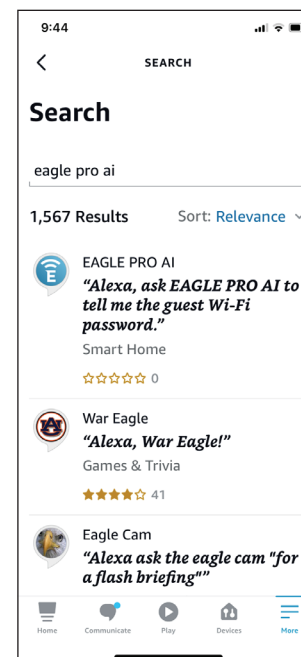 9:44
SEARCH
Search
eagle pro ai
1,567 Results Sort: Relevance
EAGLE PRO AI
“Alexa, ask EAGLE PRO AI to
tell me the guest Wi-Fi
password.”
Smart Home
0
War Eagle
“Alexa, War Eagle!”
Games & Trivia
41
Eagle Cam
“Alexa ask the eagle cam "for
a flash briefing"”
Home Communicate Play Devices More